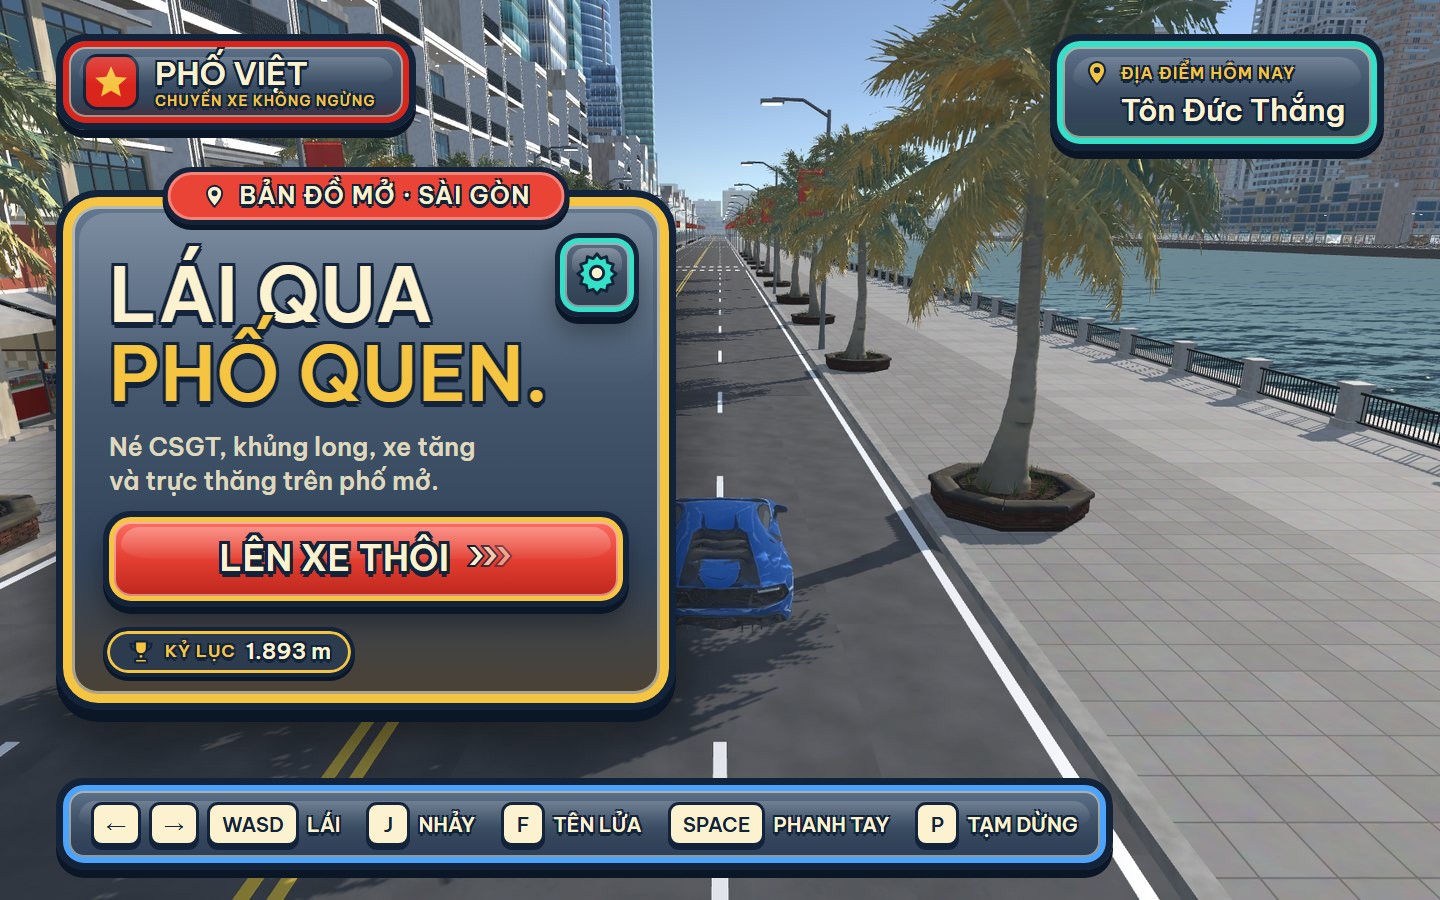 PHỐ VIỆT
CHUYẾN XE KHÔNG NGỪNG
ĐỊA ĐIỂM HÔM NAY
Tôn Đức Thắng
BẢN ĐỒ MỞ · SÀI GÒN
LÁI QUA
PHỐ QUEN.
Né CSGT, khủng long, xe tăng
và trực thăng trên phố mở.
LÊN XE THÔI
KỶ LỤC 1.893 m
← → WASD LÁI J NHẢY F TÊN LỬA SPACE PHANH TAY P TẠM DỪNG